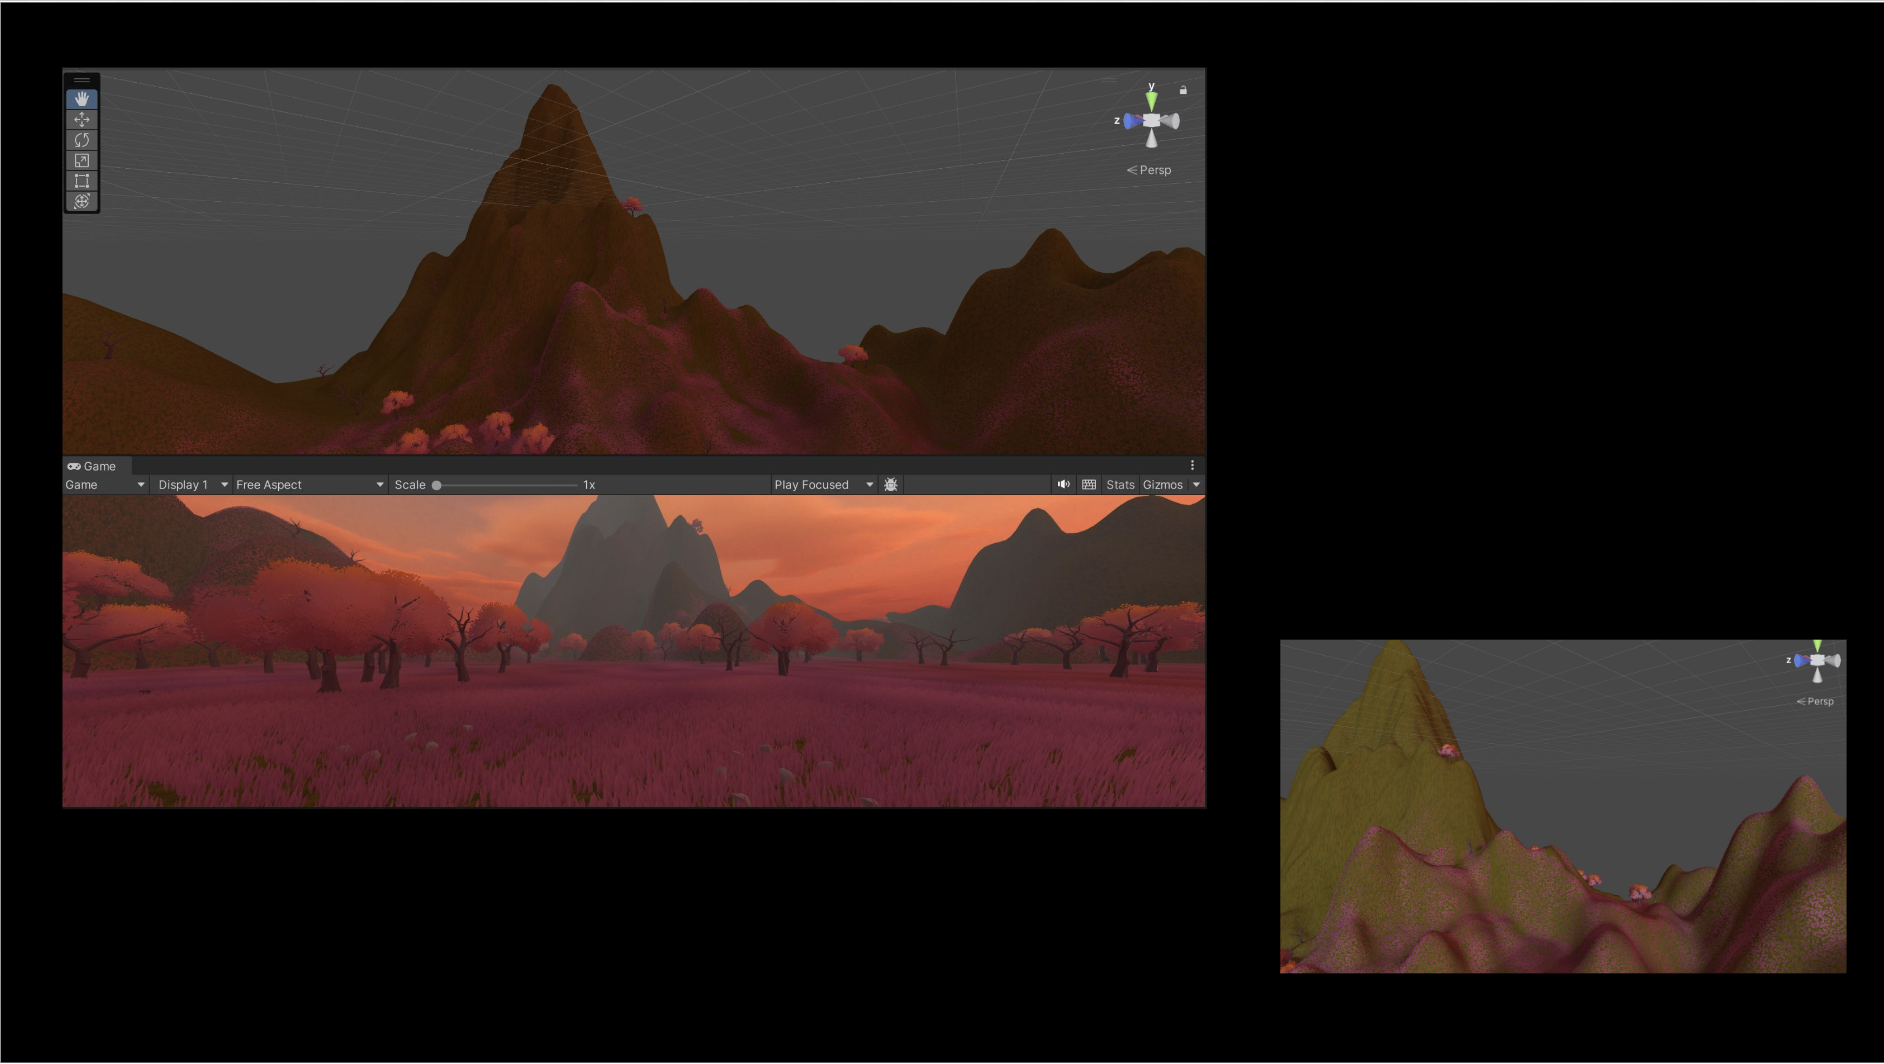 y
z
Persp
Game
Game Display 1 Free Aspect Scale 1x Play Focused Stats Gizmos
z
Persp